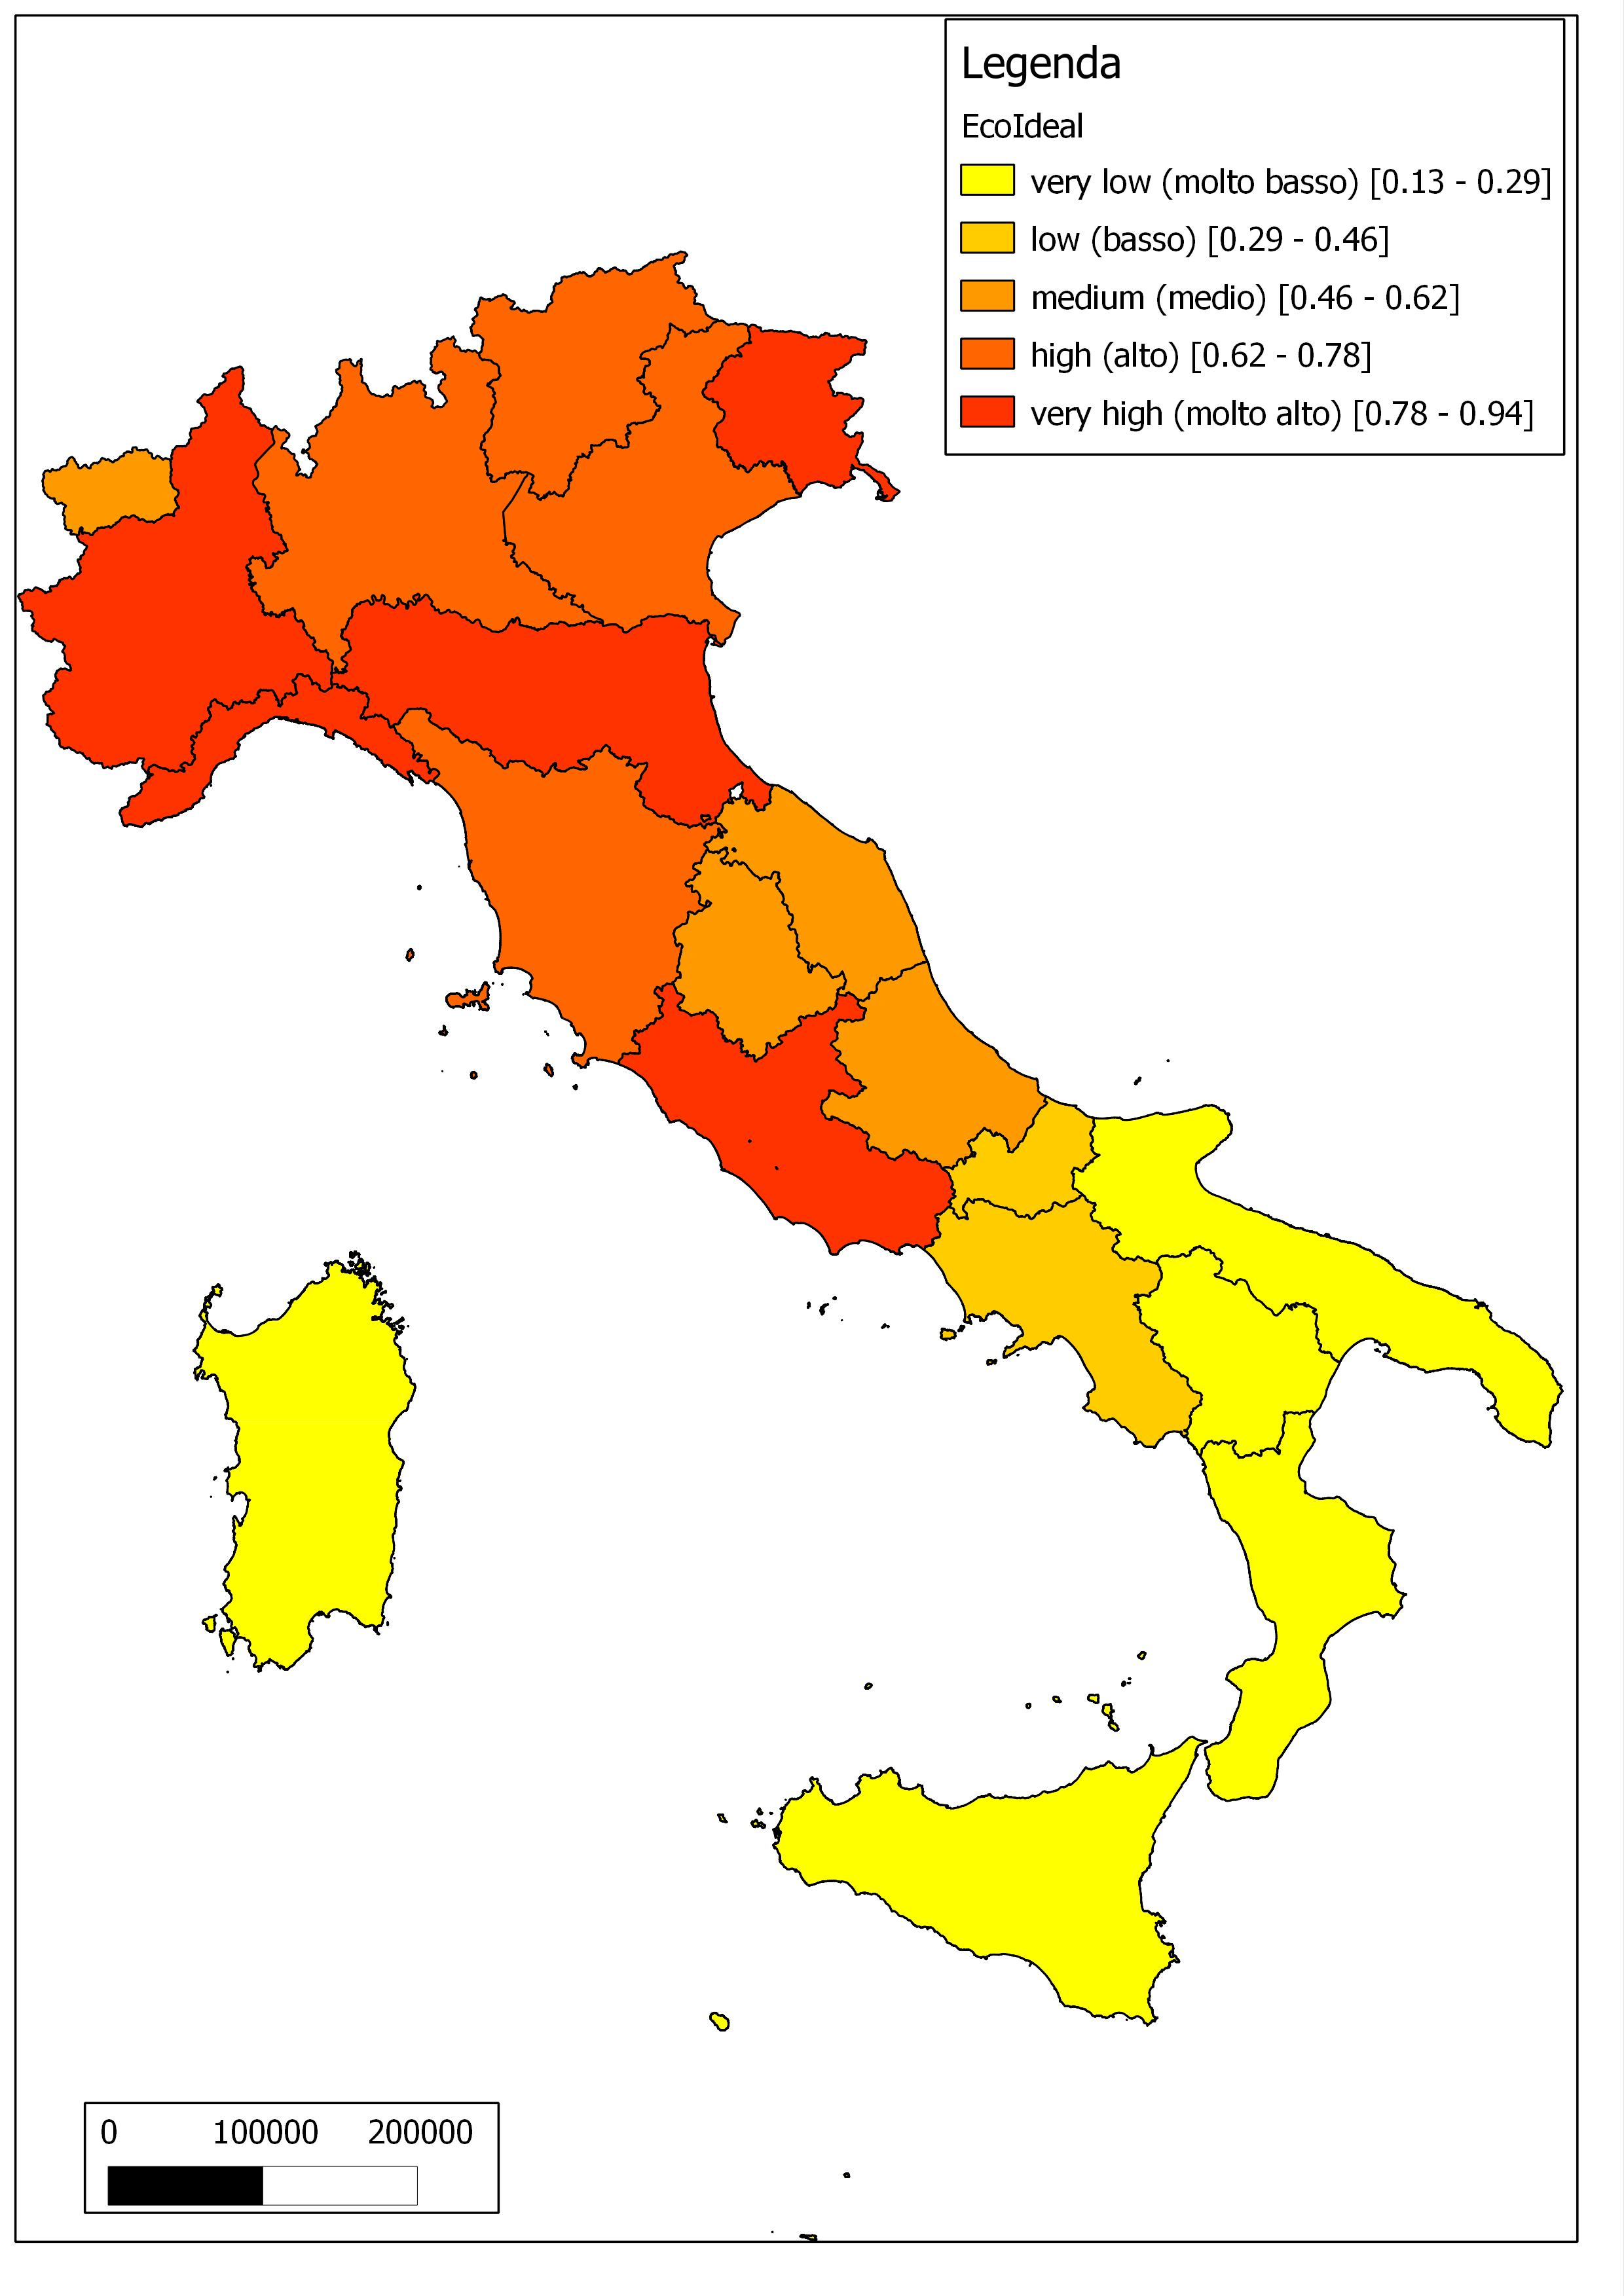 Legenda
EcoIdeal
very low (molto basso) [0.13 - 0.29]
low (basso) [0.29 - 0.46]
medium (medio) [0.46 - 0.62]
high (alto) [0.62 - 0.78]
very high (molto alto) [0.78 - 0.94]
0 100000 200000